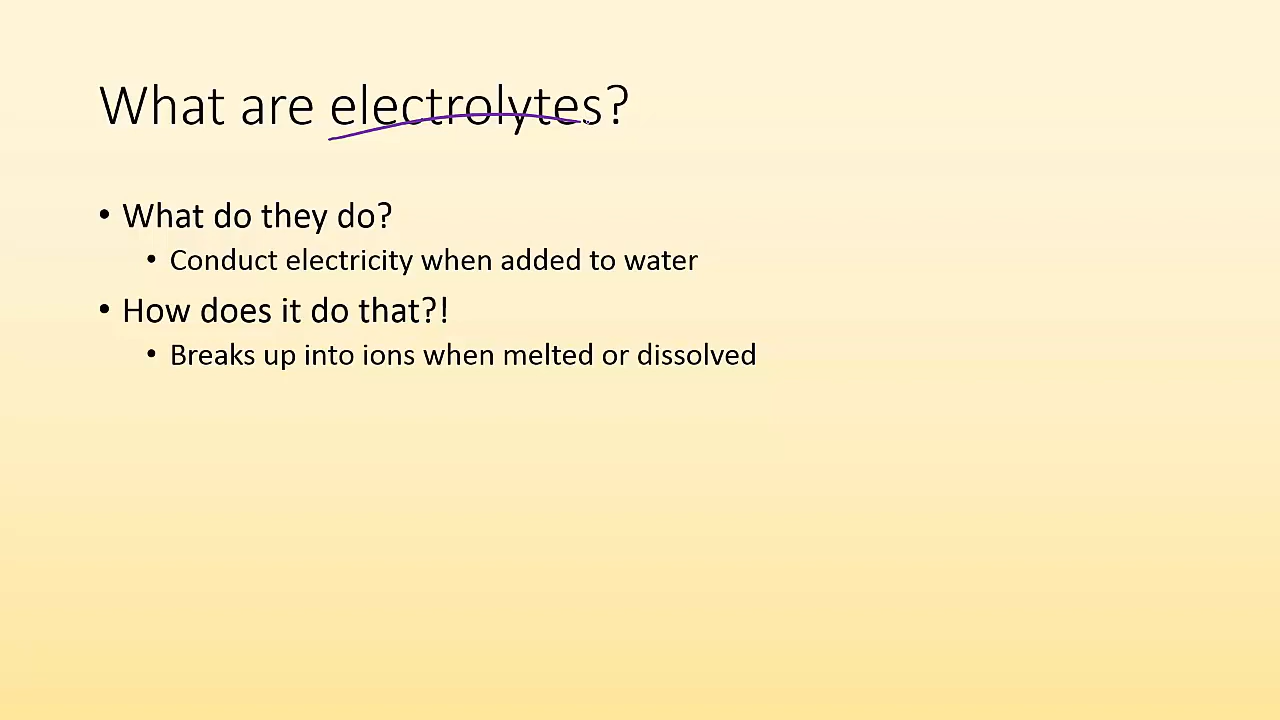 What are electrolytes?
• What do they do?
• Conduct electricity when added to water
• How does it do that?!
• Breaks up into ions when melted or dissolved